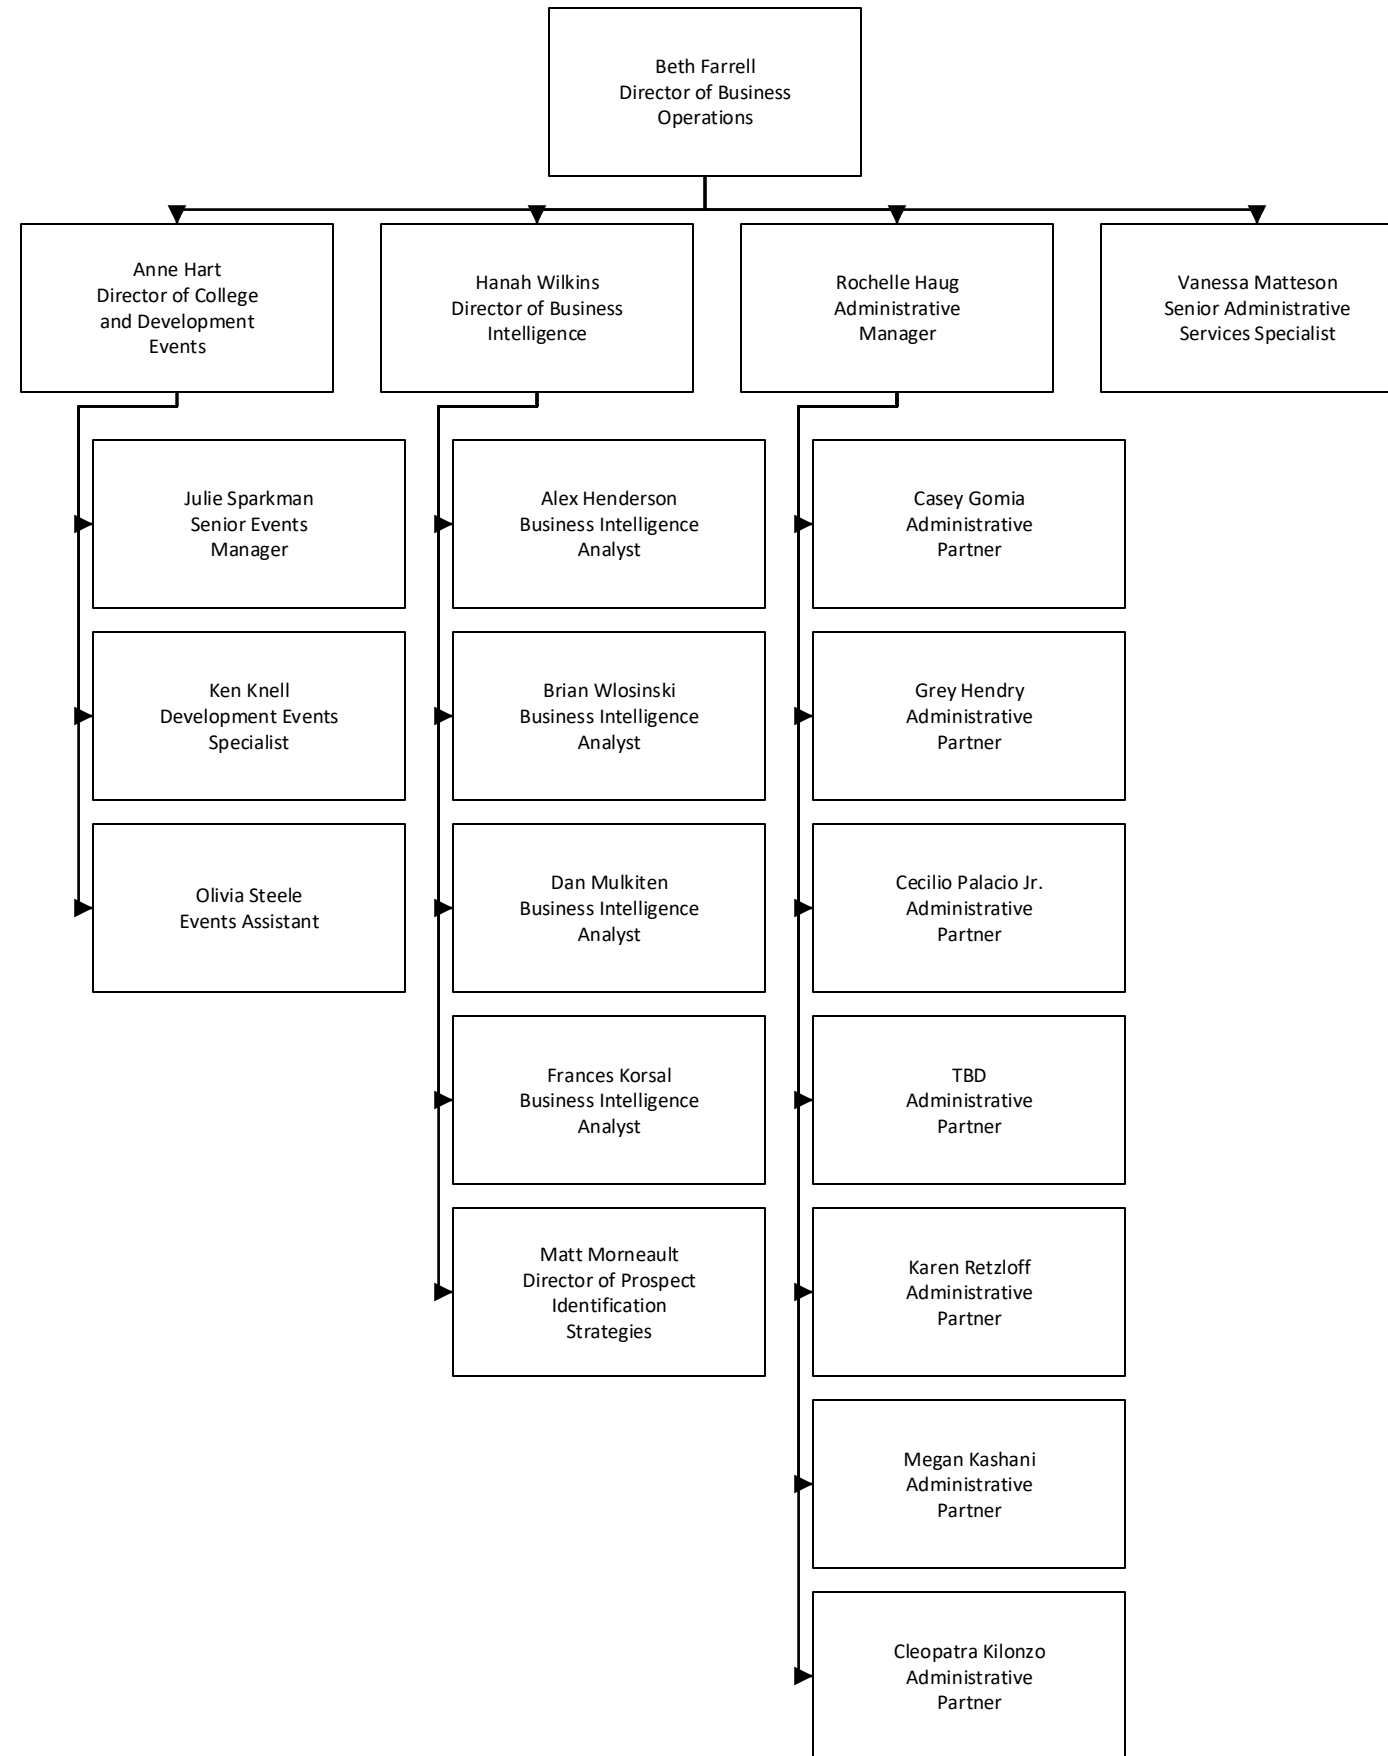 Beth Farrell
Director of Business
Operations
Anne Hart
Director of College
and Development
Events
Hanah Wilkins
Director of Business
Intelligence
Rochelle Haug
Administrative
Manager
Vanessa Matteson
Senior Administrative
Services Specialist
Julie Sparkman
Senior Events
Manager
Ken Knell
Development Events
Specialist
Olivia Steele
Events Assistant
Alex Henderson
Business Intelligence
Analyst
Brian Wlosinski
Business Intelligence
Analyst
Dan Mulkiten
Business Intelligence
Analyst
Frances Korsal
Business Intelligence
Analyst
Matt Morneault
Director of Prospect
Identification
Strategies
Casey Gomia
Administrative
Partner
Grey Hendry
Administrative
Partner
Cecilio Palacio Jr.
Administrative
Partner
TBD
Administrative
Partner
Karen Retzloff
Administrative
Partner
Megan Kashani
Administrative
Partner
Cleopatra Kilonzo
Administrative
Partner